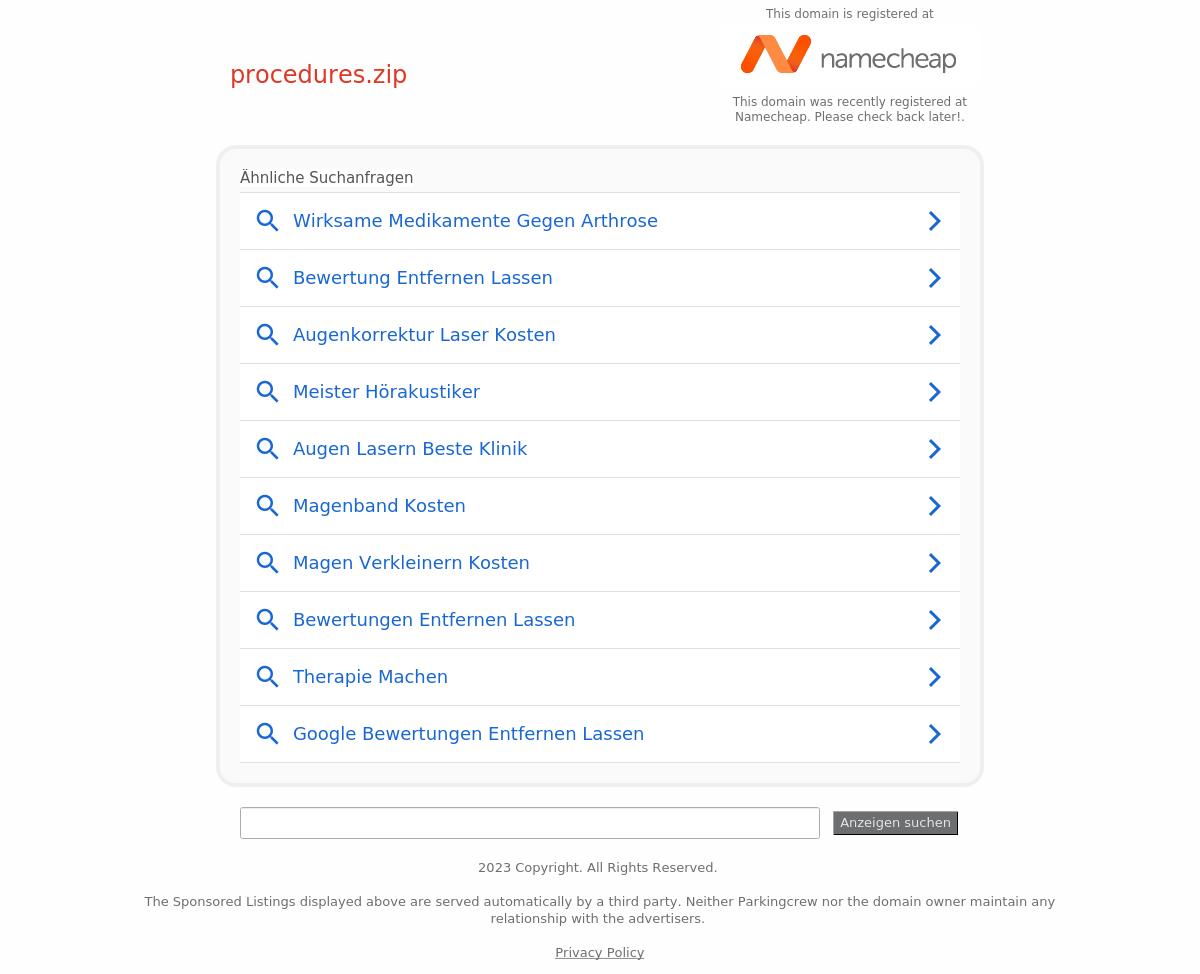 This domain is registered at
namecheap
procedures.zip
This domain was recently registered at
Namecheap. Please check back later!.
Ähnliche Suchanfragen
Wirksame Medikamente Gegen Arthrose
Bewertung Entfernen Lassen
Augenkorrektur Laser Kosten
Meister Hörakustiker
Augen Lasern Beste Klinik
Magenband Kosten
Magen Verkleinern Kosten
Bewertungen Entfernen Lassen
Therapie Machen
Google Bewertungen Entfernen Lassen
Anzeigen suchen
2023 Copyright. All Rights Reserved.
The Sponsored Listings displayed above are served automatically by a third party. Neither Parkingcrew nor the domain owner maintain any
relationship with the advertisers.
Privacy Policy